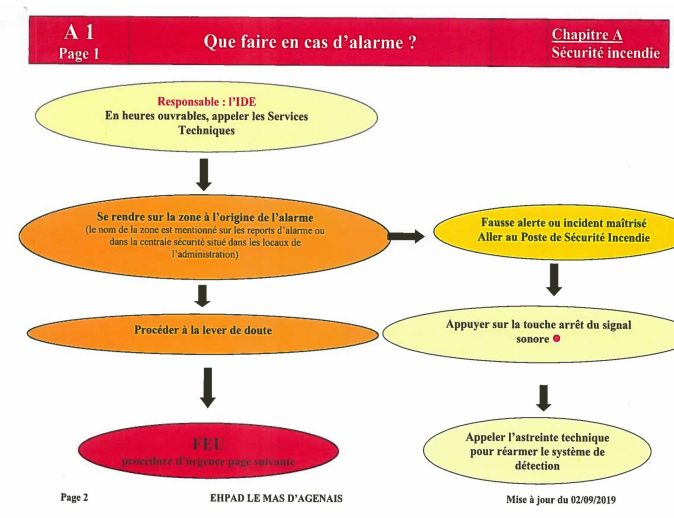 A 1
Page 1
Que faire en cas d'alarme ?
Chapitre A
Sécurité incendie
Responsable : l'IDE
En heures ouvrables, appeler les Services
Techniques
Se rendre sur la zone à l'origine de l'alarme
(le nom de la zone est mentionné sur les reports d'alarme ou
dans la centrale sécurité situé dans les locaux de
l'administration)
Fausse alerte ou incident maîtrisé
Aller au Poste de Sécurité Incendie
Procéder à la lever de doute
Appuyer sur la touche arrêt du signal
sonore
FEU
procédure d'urgence page suivante
Appeler l'astreinte technique
pour réarmer le système de
détection
Page 2
EHPAD LE MAS D'AGENAIS
Mise à jour du 02/09/2019